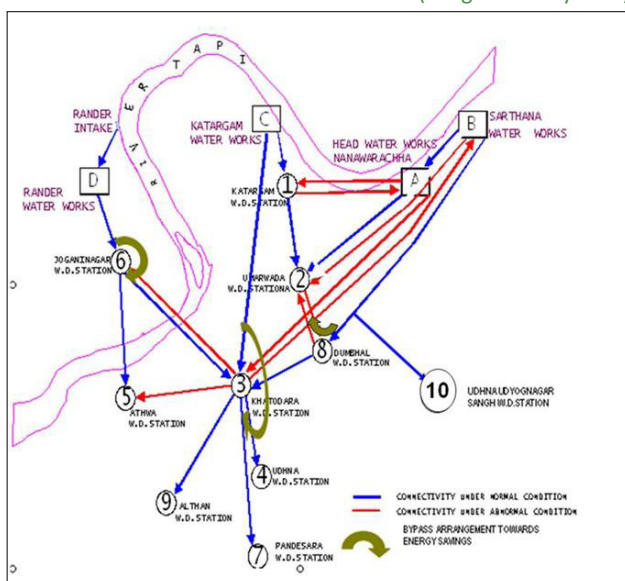 RIVER TAPI
RANDER
INTAKE
KATARGAM
WATER WORKS
C
B
SARTHANA
WATER WORKS
HEAD WATER WORKS
NANAWARACHHA
A
D
RANDER
WATER WORKS
KATARGAM
W.D.STATION
1
JOGANINAGAR
W.D.STATION
6
UMARWADA
W.D.STATIONA
2
8
DUMBHAL
W.D.STATION
3
KHATODARA
W.D.STATION
5
ATHWA
W.D.STATION
10
UDHNAUDYOGNAGAR
SANGH W.D.STATION
4
UDHNA
W.D.STATION
9
ALTHAN
W.D.STATION
7
PANDESARA
W.D.STATION
CONNECTIVITY UNDER NORMAL CONDITION
CONNECTIVITY UNDER ABNORMAL CONDITION
BYPASS ARRANGEMENT TOWARDS
ENERGY SAVINGS